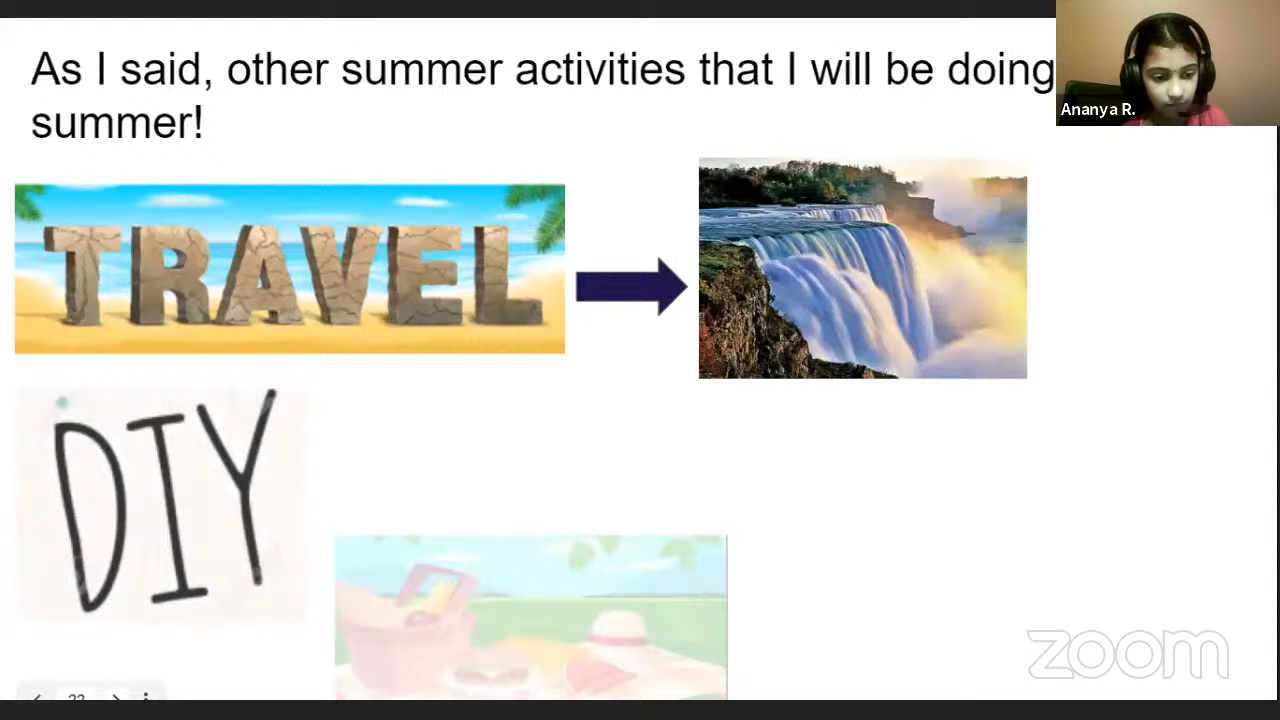 As I said, other summer activities that I will be doing
summer!
Ananya R.
TRAVEL
DIY
zoom